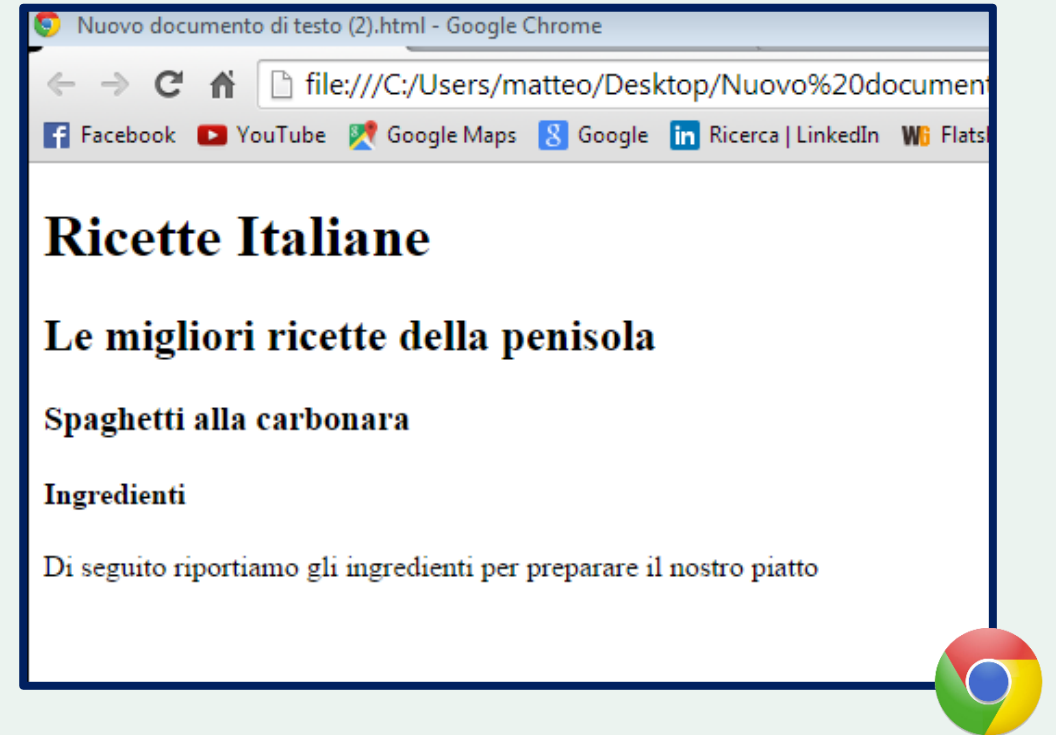 Nuovo documento di testo (2).html - Google Chrome
file:///C:/Users/matteo/Desktop/Nuovo%20document
Facebook YouTube Google Maps Google Ricerca | LinkedIn Flatsh
Ricette Italiane
Le migliori ricette della penisola
Spaghetti alla carbonara
Ingredienti
Di seguito riportiamo gli ingredienti per preparare il nostro piatto